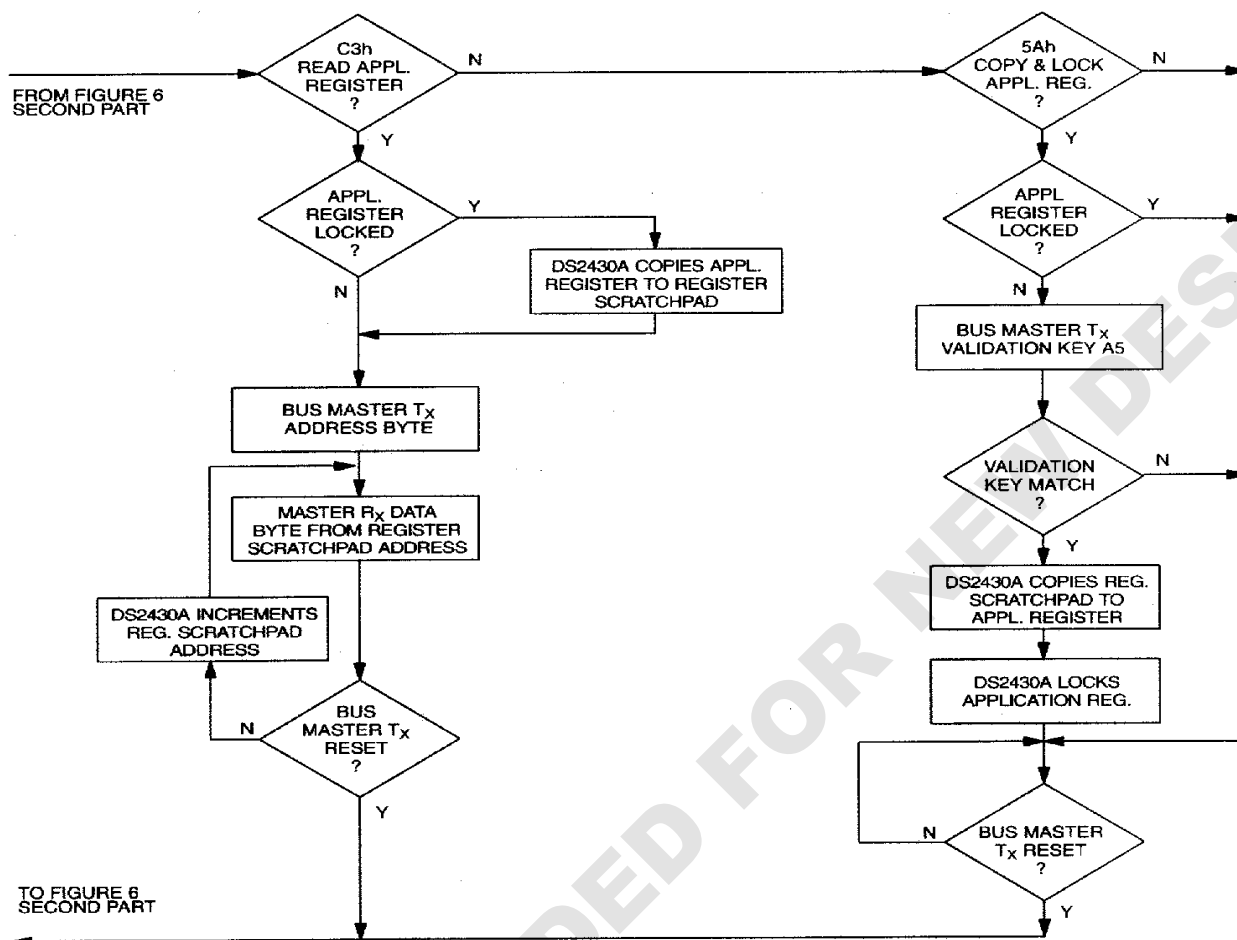 C3h
READ APPL.
REGISTER
?
N
5Ah
COPY & LOCK
APPL. REG.
?
N
FROM FIGURE 6
SECOND PART
Y
Y
APPL.
REGISTER
LOCKED
?
Y
N
DS2430A COPIES APPL.
REGISTER TO REGISTER
SCRATCHPAD
APPL
REGISTER
LOCKED
?
Y
N
BUS MASTER TX
VALIDATION KEY A5
BUS MASTER TX
ADDRESS BYTE
MASTER RX DATA
BYTE FROM REGISTER
SCRATCHPAD ADDRESS
DS2430A INCREMENTS
REG. SCRATCHPAD
ADDRESS
BUS
MASTER TX
RESET
?
N
Y
VALIDATION
KEY MATCH
?
N
Y
DS2430A COPIES REG.
SCRATCHPAD TO
APPL. REGISTER
DS2430A LOCKS
APPLICATION REG.
BUS MASTER
TX RESET
?
N
Y
TO FIGURE 6
SECOND PART
FOR NEW